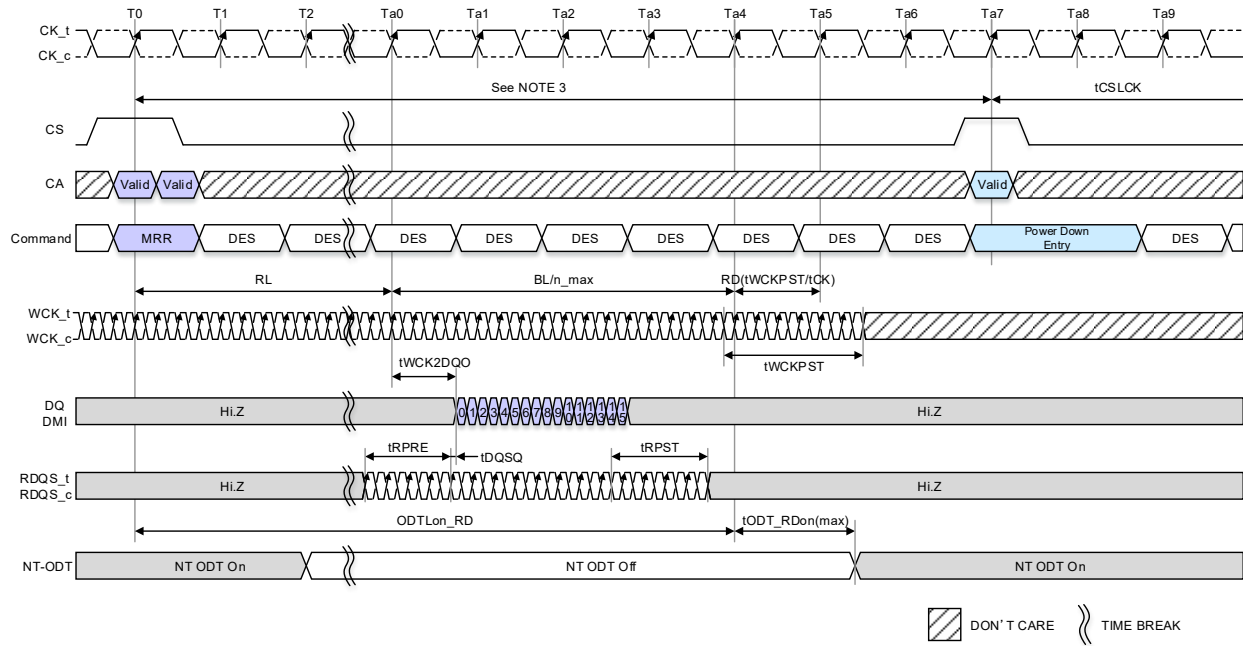 T0 T1 T2 Ta0 Ta1 Ta2 Ta3 Ta4 Ta5 Ta6 Ta7 Ta8 Ta9
CK_t
CK_c
See NOTE 3 tCSLCK
CS
CA Valid Valid Valid
Command MRR DES DES DES DES DES DES DES DES DES Power Down Entry DES
RL BL/n_max RD(tWCKPST/tCK)
WCK_t
WCK_c
tWCK2DQO tWCKPST
DQ
DMI
Hi.Z 0 1 2 3 4 5 6 7 8 9 10 11 12 13 14 15 Hi.Z
tRPRE tDQSQ tRPST
RDQS_t
RDQS_c
Hi.Z Hi.Z
ODTLon_RD tODT_RDon(max)
NT-ODT NT ODT On NT ODT Off NT ODT On
DON'T CARE TIME BREAK